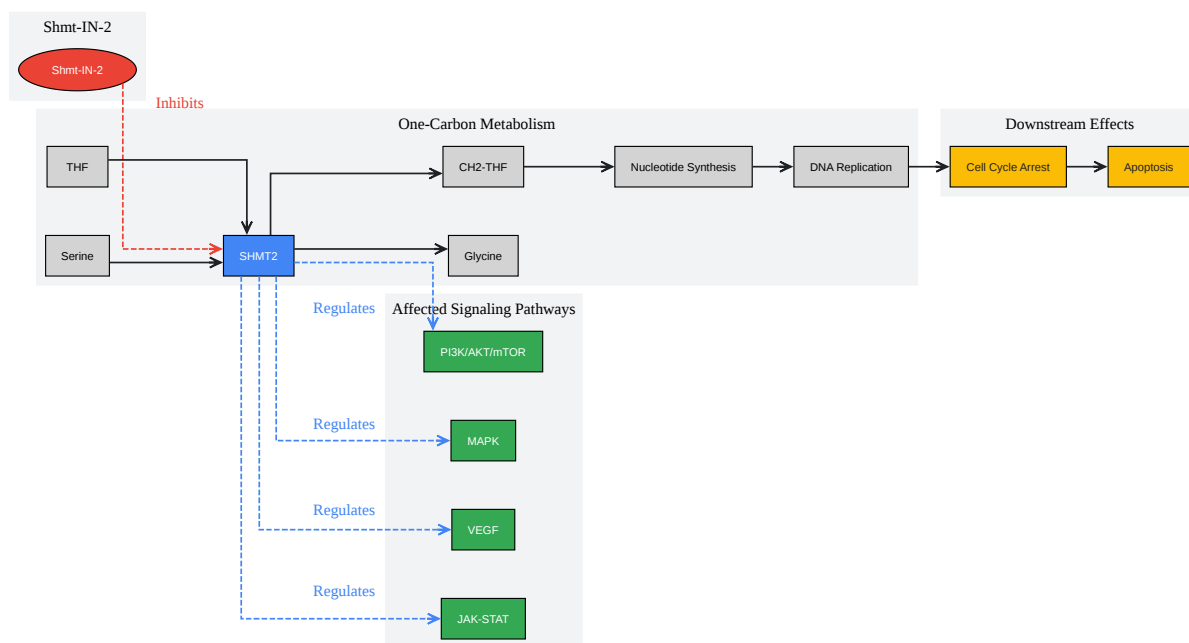 Shmt-IN-2
Shmt-IN-2
Inhibits
One-Carbon Metabolism
Downstream Effects
THF
CH2-THF
Nucleotide Synthesis
DNA Replication
Cell Cycle Arrest
Apoptosis
Serine
SHMT2
Glycine
Regulates
Affected Signaling Pathways
PI3K/AKT/mTOR
Regulates
MAPK
Regulates
VEGF
Regulates
JAK-STAT